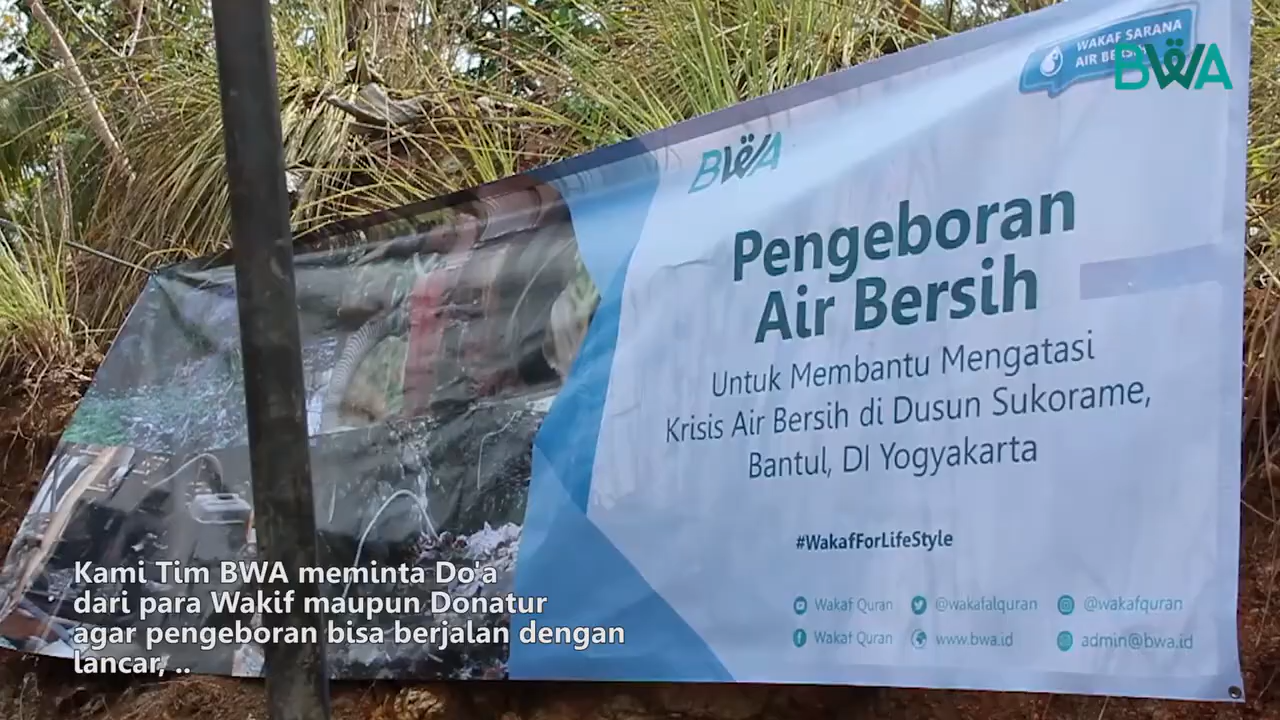 WAKAF SARANA
AIR BERSIH
BWA
BWA
Pengeboran
Air Bersih
Untuk Membantu Mengatasi
Krisis Air Bersih di Dusun Sukorame,
Bantul, DI Yogyakarta
#WakafForLifeStyle
Wakaf Quran @wakafalquran @wakafquran
Wakaf Quran www.bwa.id admin@bwa.id
Kami Tim BWA meminta Do'a
dari para Wakif maupun Donatur
agar pengeboran bisa berjalan dengan
lancar, ..